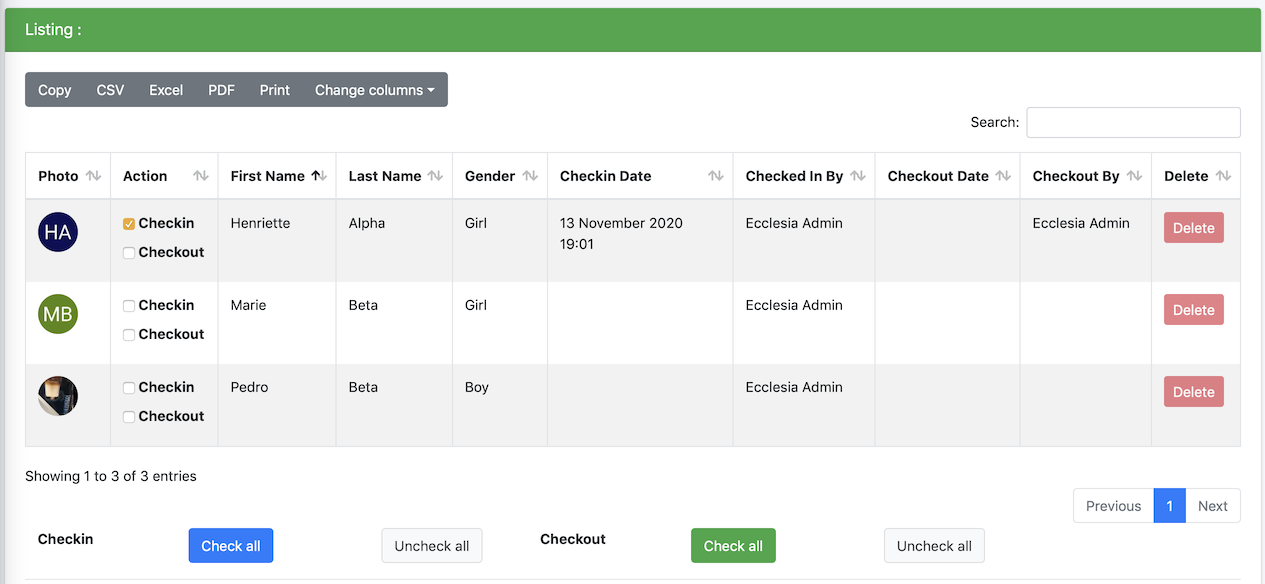 Listing :
Copy CSV Excel PDF Print Change columns
Search:
Photo Action First Name Last Name Gender Checkin Date Checked In By Checkout Date Checkout By Delete
HA Checkin Henriette Alpha Girl 13 November 2020 Ecclesia Admin Ecclesia Admin Delete
19:01
Checkout
MB Checkin Marie Beta Girl Ecclesia Admin Delete
Checkout
Checkin Pedro Beta Boy Ecclesia Admin Delete
Checkout
Showing 1 to 3 of 3 entries
Previous 1 Next
Checkin Check all Uncheck all Checkout Check all Uncheck all